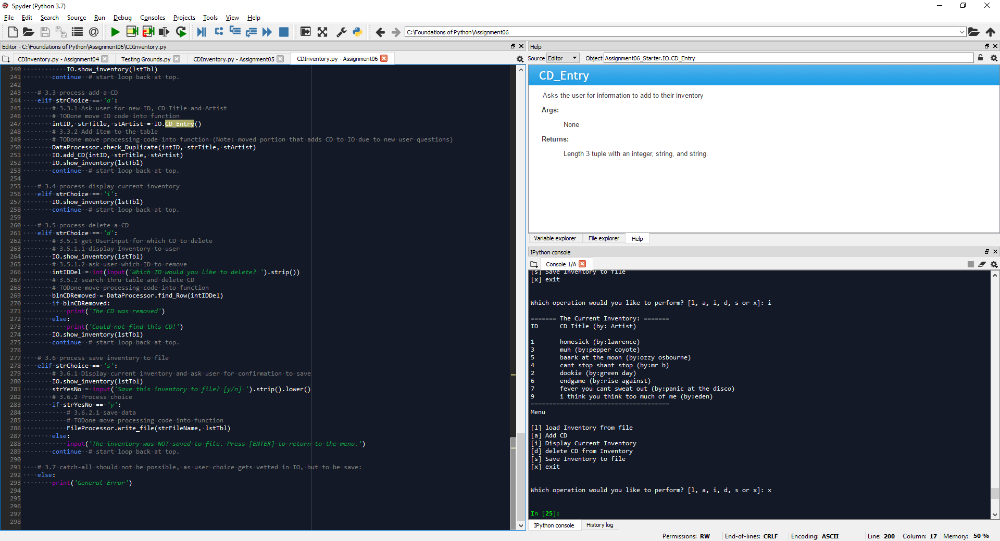 Spyder (Python 3.7)
File Edit Search Source Run Debug Consoles Projects Tools View Help
C:\Foundations of Python\Assignment06
Editor - C:\Foundations of Python\Assignment06\CDInventory.py
CDInventory.py - Assignment04 Testing Grounds.py CDInventory.py - Assignment05 CDInventory.py - Assignment06
240 IO.show_inventory(lstTbl)
241 continue # start loop back at top.
242
243 # 3.3 process add a CD
244 elif strChoice == 'a':
245 # 3.3.1 Ask user for new ID, CD Title and Artist
246 # TODone move IO code into function
247 intID, strTitle, stArtist = IO.CD_Entry()
248 # 3.3.2 Add item to the table
249 # TODone move processing code into function (Note: moved portion that adds CD to IO due to new user questions)
250 DataProcessor.check_Duplicate(intID, strTitle, stArtist)
251 IO.add_CD(intID, strTitle, stArtist)
252 IO.show_inventory(lstTbl)
253 continue # start loop back at top.
254
255 # 3.4 process display current inventory
256 elif strChoice == 'i':
257 IO.show_inventory(lstTbl)
258 continue # start loop back at top.
259
260 # 3.5 process delete a CD
261 elif strChoice == 'd':
262 # 3.5.1 get Userinput for which CD to delete
263 # 3.5.1.1 display Inventory to user
264 IO.show_inventory(lstTbl)
265 # 3.5.1.2 ask user which ID to remove
266 intIDDel = int(input('Which ID would you like to delete? ').strip())
267 # 3.5.2 search thru table and delete CD
268 # TODone move processing code into function
269 blnCDRemoved = DataProcessor.find_Row(intIDDel)
270 if blnCDRemoved:
271 print('The CD was removed')
272 else:
273 print('Could not find this CD!')
274 IO.show_inventory(lstTbl)
275 continue # start loop back at top.
276
277 # 3.6 process save inventory to file
278 elif strChoice == 's':
279 # 3.6.1 Display current inventory and ask user for confirmation to save
280 IO.show_inventory(lstTbl)
281 strYesNo = input('Save this inventory to file? [y/n] ').strip().lower()
282 # 3.6.2 Process choice
283 if strYesNo == 'y':
284 # 3.6.2.1 save data
285 # TODone move processing code into function
286 FileProcessor.write_file(strFileName, lstTbl)
287 else:
288 input('The inventory was NOT saved to file. Press [ENTER] to return to the menu.')
289 continue # start loop back at top.
290
291 # 3.7 catch-all should not be possible, as user choice gets vetted in IO, but to be save:
292 else:
293 print('General Error')
294
295
296
297
298
Help
Source Editor Object Assignment06_Starter.IO.CD_Entry
CD_Entry
Asks the user for information to add to their inventory
Args:
None
Returns:
Length 3 tuple with an integer, string, and string.
Variable explorer File explorer Help
IPython console
Console 1/A
[s] Save Inventory to file
[x] exit
Which operation would you like to perform? [l, a, i, d, s or x]: i
======= The Current Inventory: =======
ID CD Title (by: Artist)
1 homesick (by:lawrence)
3 muh (by:pepper coyote)
5 baark at the moon (by:ozzy osbourne)
4 cant stop shant stop (by:mr b)
2 dookie (by:green day)
6 endgame (by:rise against)
7 fever you cant sweat out (by:panic at the disco)
9 i think you think too much of me (by:eden)
======================================
Menu
[l] load Inventory from file
[a] Add CD
[i] Display Current Inventory
[d] delete CD from Inventory
[s] Save Inventory to file
[x] exit
Which operation would you like to perform? [l, a, i, d, s or x]: x
In [25]:
IPython console History log
Permissions: RW End-of-lines: CRLF Encoding: ASCII Line: 200 Column: 17 Memory: 50 %